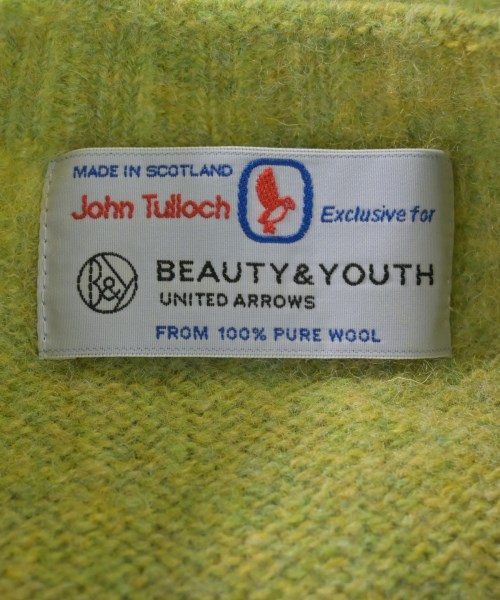 MADE IN SCOTLAND
John Tulloch
Exclusive for
B&Y
BEAUTY&YOUTH
UNITED ARROWS
FROM 100% PURE WOOL